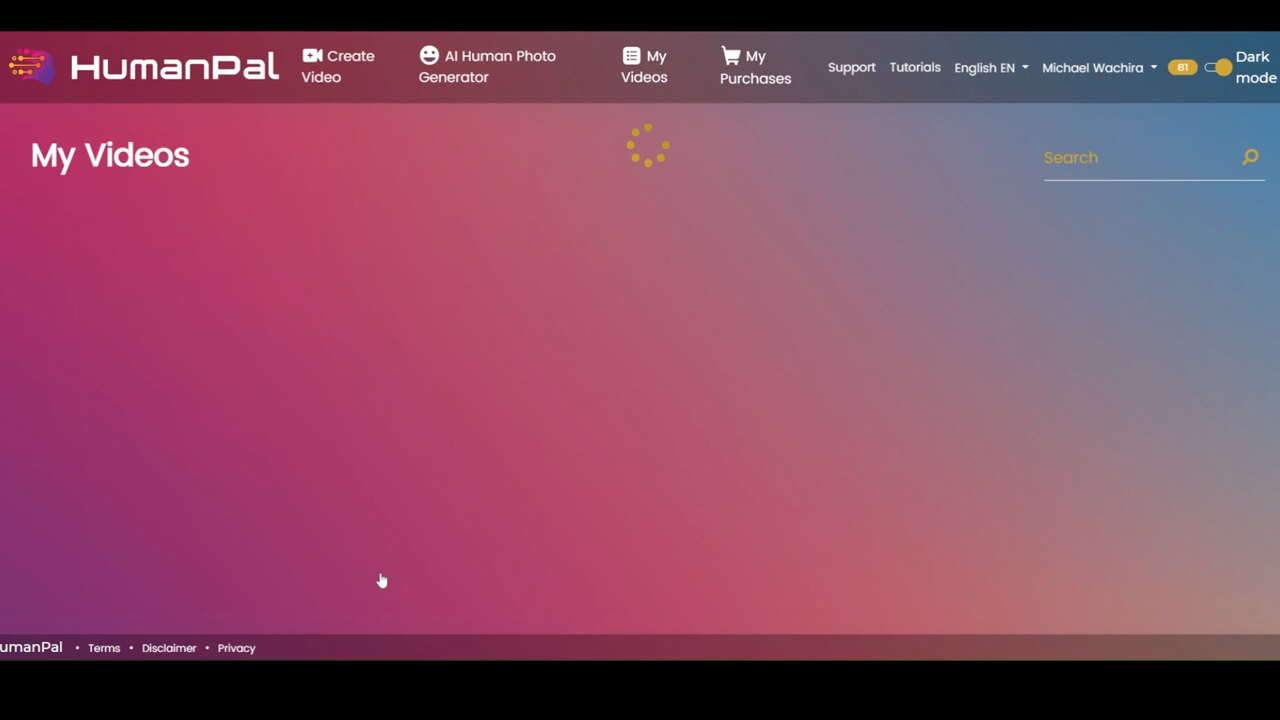 HumanPal
Create
Video
AI Human Photo
Generator
My
Videos
My
Purchases
Support
Tutorials
English EN
Michael Wachira
81
Dark
mode
My Videos
Search
umanPal • Terms • Disclaimer • Privacy